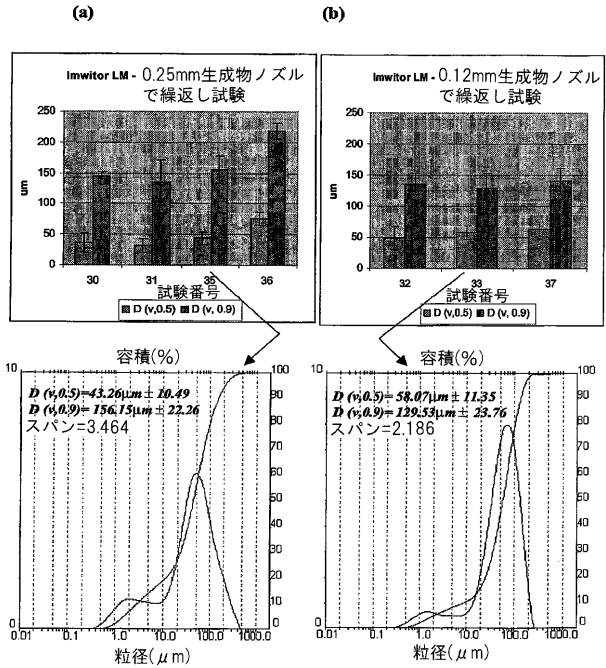 (a)
(b)
Imwitor LM - 0.25mm生成物ノズル
で繰返し試験
um
250
200
150
100
50
0
30 31 35 36
試験番号
D (v,0.5) D (v, 0.9)
Imwitor LM - 0.12mm生成物ノズル
で繰返し試験
um
250
200
150
100
50
0
32 33 37
試験番号
D (v,0.5) D (v, 0.9)
容積(%)
10
D (v,0.5)=43.26μm± 10.49
D (v,0.9)= 156.15μm± 22.26
スパン=3.464
100
90
80
70
60
50
40
30
20
10
0
0
0.01 0.1 1.0 10.0 100.0 1000.0
粒径(μm)
容積(%)
10
D (v,0.5)=58.07μm± 11.35
D (v,0.9)=129.53μm± 23.76
スパン=2.186
100
90
80
70
60
50
40
30
20
10
0
0
0.01 0.1 1.0 10.0 100.0 1000.0
粒径(μm)